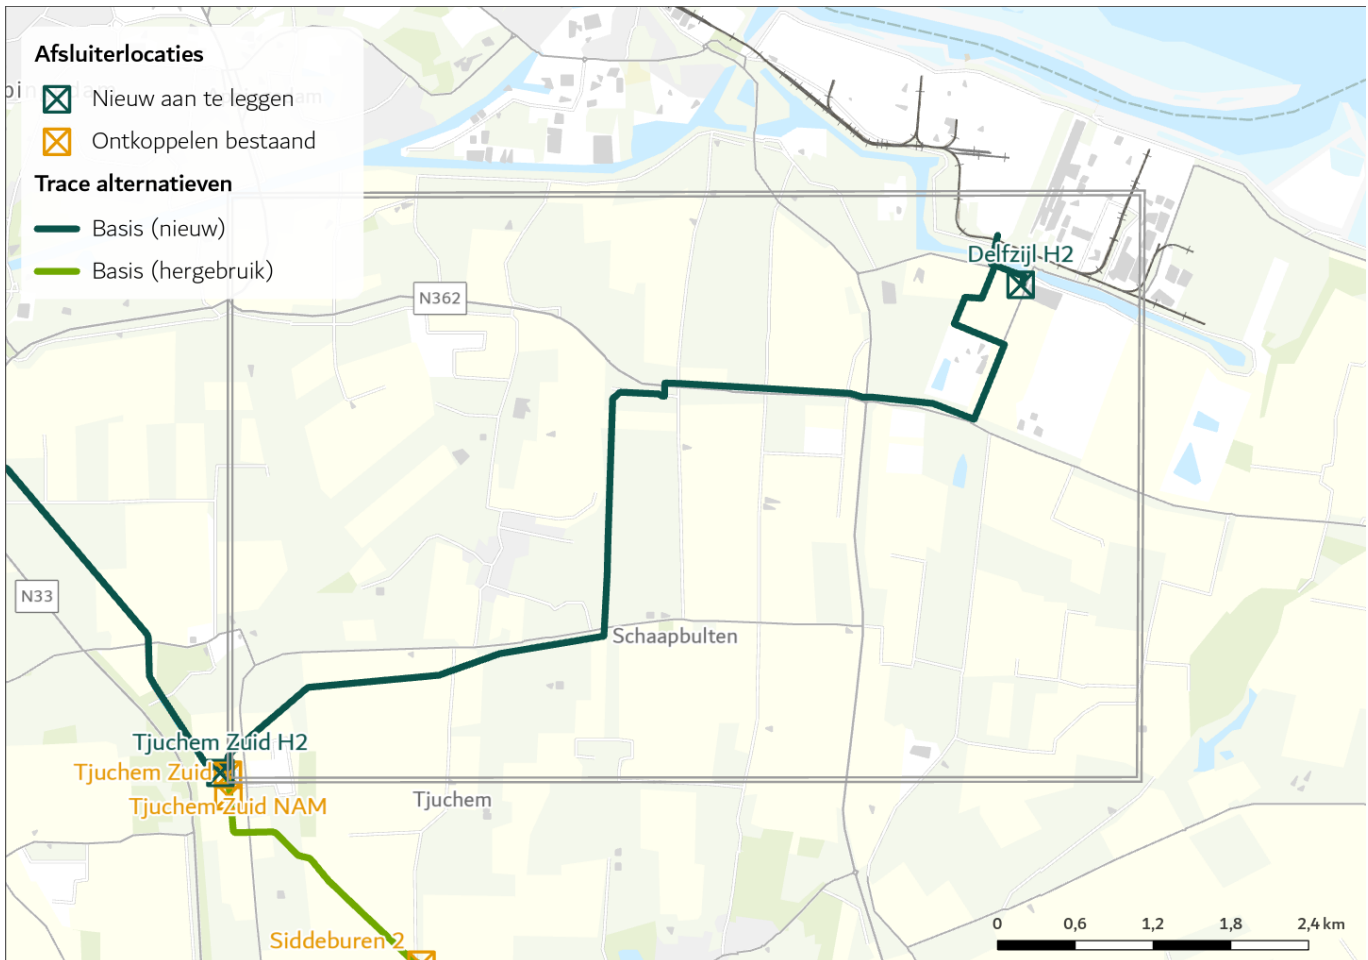 Afsluiterlocaties
Nieuw aan te leggen
Ontkoppelen bestaand
Trace alternatieven
Basis (nieuw)
Basis (hergebruik)
Delfzijl H2
N362
N33
Schaapbulten
Tjuchem Zuid H2
Tjuchem Zuid
Tjuchem Zuid NAM
Tjuchem
Siddeburen 2
0 0,6 1,2 1,8 2,4 km